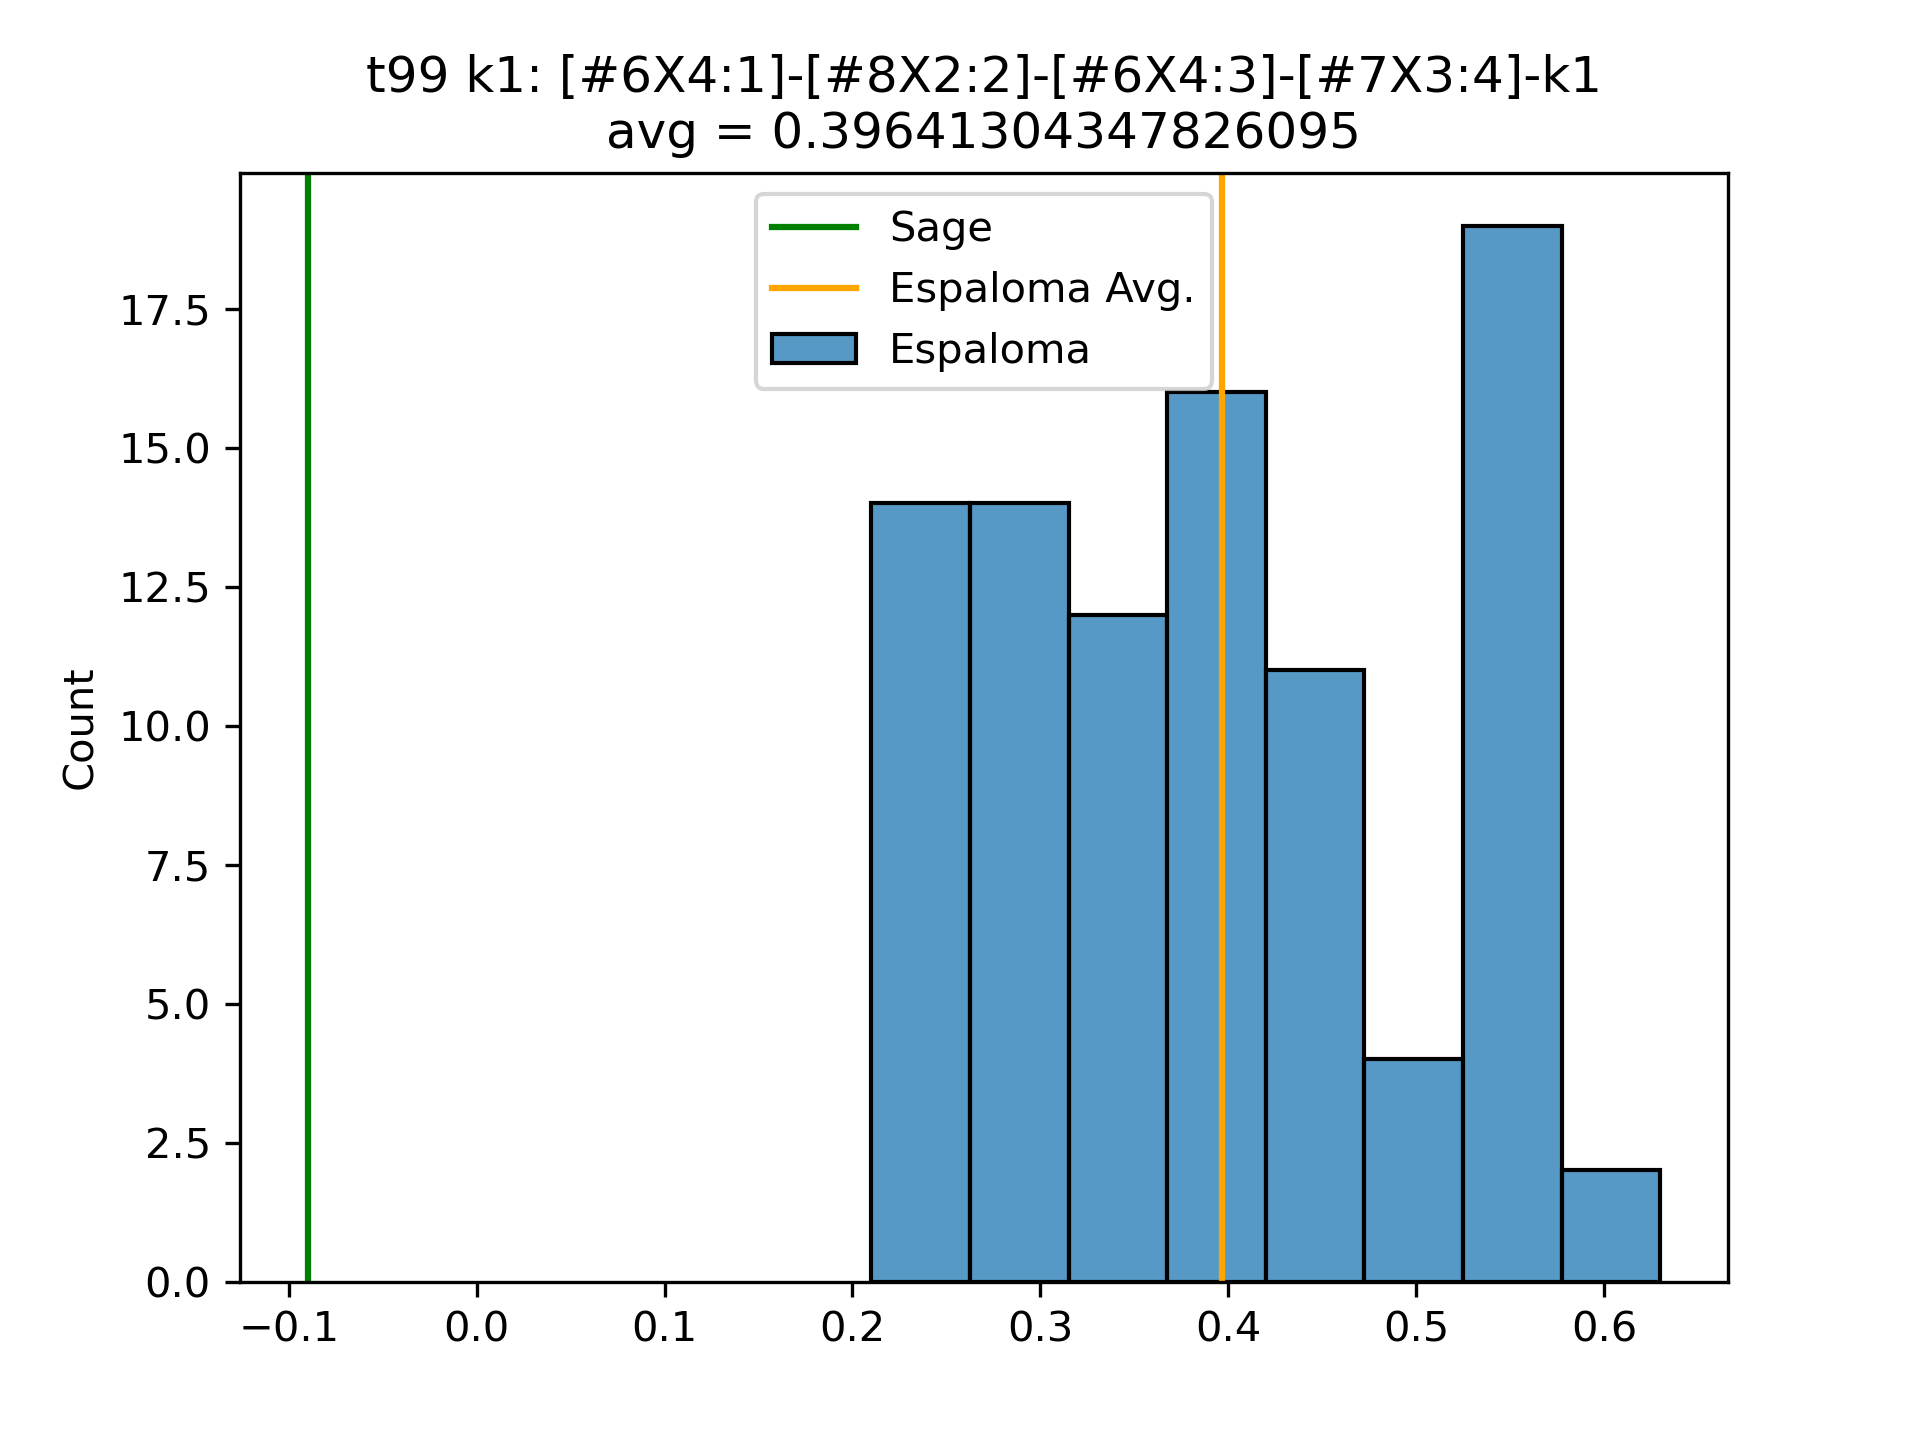 t99 k1: [#6X4:1]-[#8X2:2]-[#6X4:3]-[#7X3:4]-k1
avg = 0.396413043478​26095
Sage
Espaloma Avg.
Espaloma
Count
17.5
15.0
12.5
10.0
7.5
5.0
2.5
0.0
−0.1 0.0 0.1 0.2 0.3 0.4 0.5 0.6